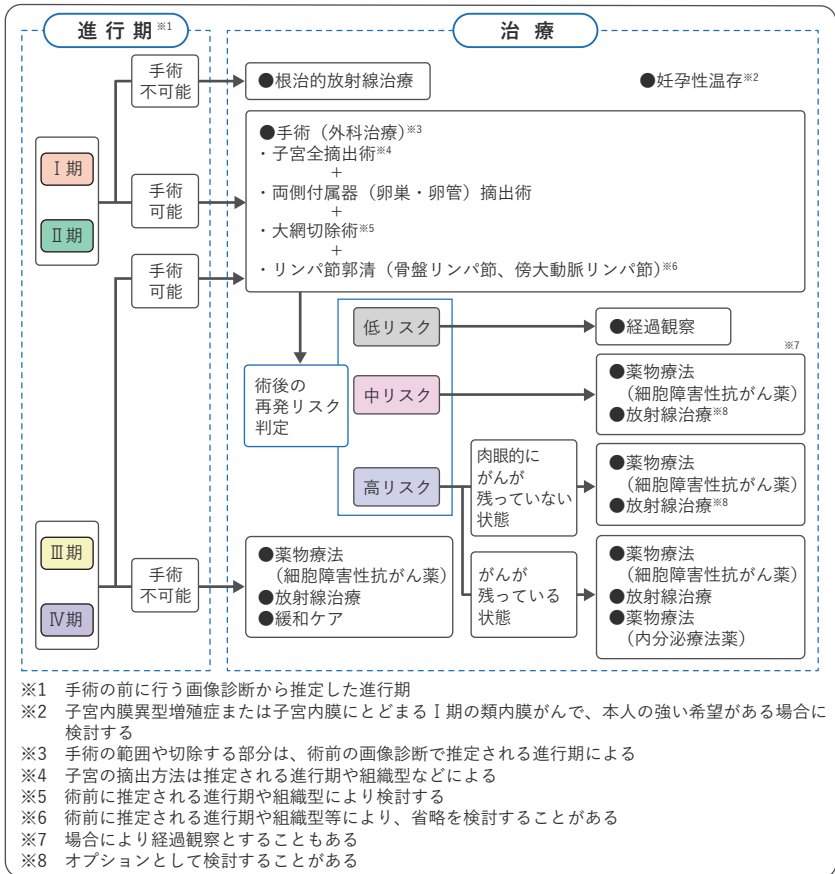 進行期※1
治療
手術
不可能
●根治的放射線治療
●妊孕性温存※2
Ⅰ期
Ⅱ期
手術
可能
●手術（外科治療）※3
・子宮全摘出術※4
+
・両側付属器（卵巣・卵管）摘出術
+
・大網切除術※5
+
・リンパ節郭清（骨盤リンパ節、傍大動脈リンパ節）※6
手術
可能
術後の
再発リスク
判定
低リスク
●経過観察
※7
中リスク
●薬物療法
（細胞障害性抗がん薬）
●放射線治療※8
高リスク
肉眼的に
がんが
残っていない
状態
●薬物療法
（細胞障害性抗がん薬）
●放射線治療※8
がんが
残っている
状態
●薬物療法
（細胞障害性抗がん薬）
●放射線治療
●薬物療法
（内分泌療法薬）
Ⅲ期
Ⅳ期
手術
不可能
●薬物療法
（細胞障害性抗がん薬）
●放射線治療
●緩和ケア
※1　手術の前に行う画像診断から推定した進行期
※2　子宮内膜異型増殖症または子宮内膜にとどまるⅠ期の類内膜がんで、本人の強い希望がある場合に
検討する
※3　手術の範囲や切除する部分は、術前の画像診断で推定される進行期による
※4　子宮の摘出方法は推定される進行期や組織型などによる
※5　術前に推定される進行期や組織型により検討する
※6　術前に推定される進行期や組織型等により、省略を検討することがある
※7　場合により経過観察とすることもある
※8　オプションとして検討することがある